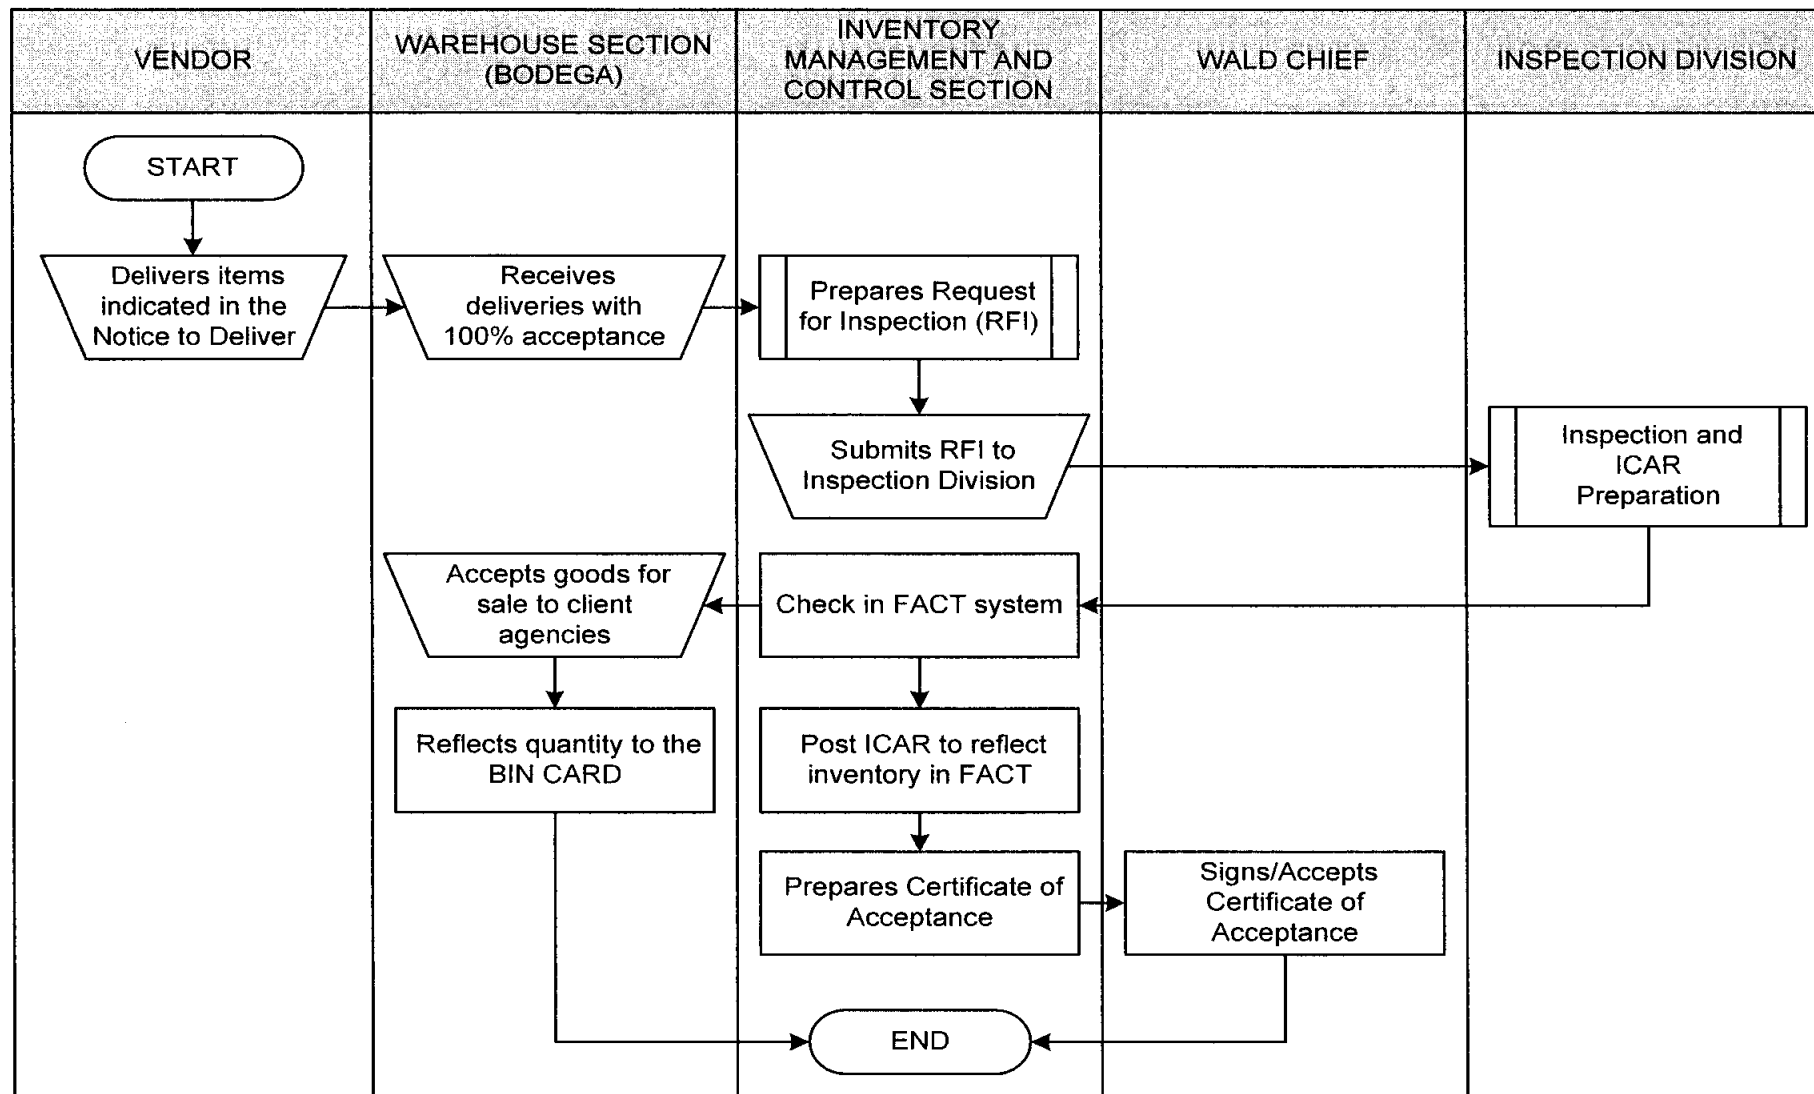 VENDOR
WAREHOUSE SECTION
(BODEGA)
INVENTORY
MANAGEMENT AND
CONTROL SECTION
WALD CHIEF
INSPECTION DIVISION
START
Delivers items
indicated in the
Notice to Deliver
Receives
deliveries with
100% acceptance
Prepares Request
for Inspection (RFI)
Submits RFI to
Inspection Division
Inspection and
ICAR
Preparation
Accepts goods for
sale to client
agencies
Check in FACT system
Reflects quantity to the
BIN CARD
Post ICAR to reflect
inventory in FACT
Prepares Certificate of
Acceptance
Signs/Accepts
Certificate of
Acceptance
END